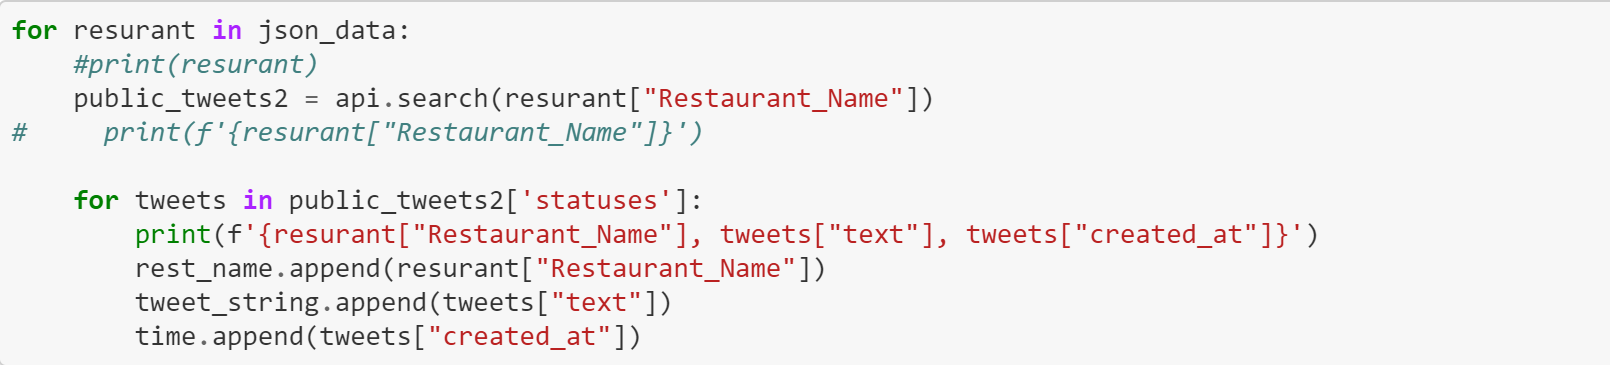 for resurant in json_data:
    #print(resurant)
    public_tweets2 = api.search(resurant["Restaurant_Name"])
#     print(f'{resurant["Restaurant_Name"]}')

    for tweets in public_tweets2['statuses']:
        print(f'{resurant["Restaurant_Name"], tweets["text"], tweets["created_at"]}')
        rest_name.append(resurant["Restaurant_Name"])
        tweet_string.append(tweets["text"])
        time.append(tweets["created_at"])